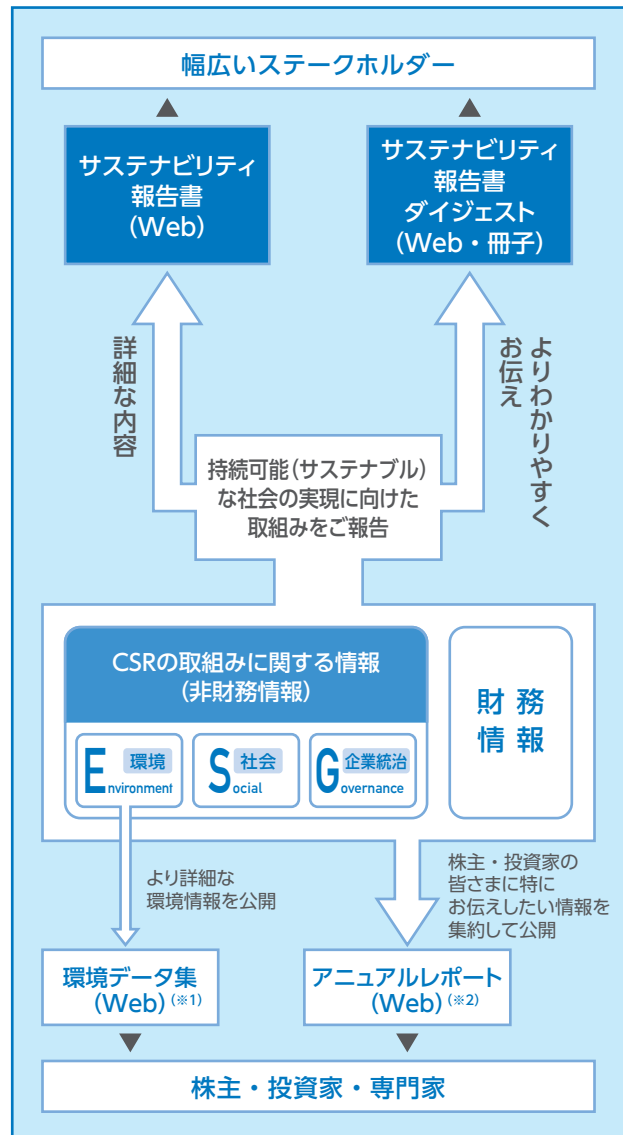 幅広いステークホルダー
サステナビリティ
報告書
(Web)
サステナビリティ
報告書
ダイジェスト
(Web・冊子)
詳細な内容
よりわかりやすく
お伝え
持続可能(サステナブル)
な社会の実現に向けた
取組みをご報告
CSRの取組みに関する情報
(非財務情報)
環境
Environment
社会
Social
企業統治
Governance
財務
情報
より詳細な
環境情報を公開
株主・投資家の
皆さまに特に
お伝えしたい情報を
集約して公開
環境データ集
(Web)(※1)
アニュアルレポート
(Web)(※2)
株主・投資家・専門家